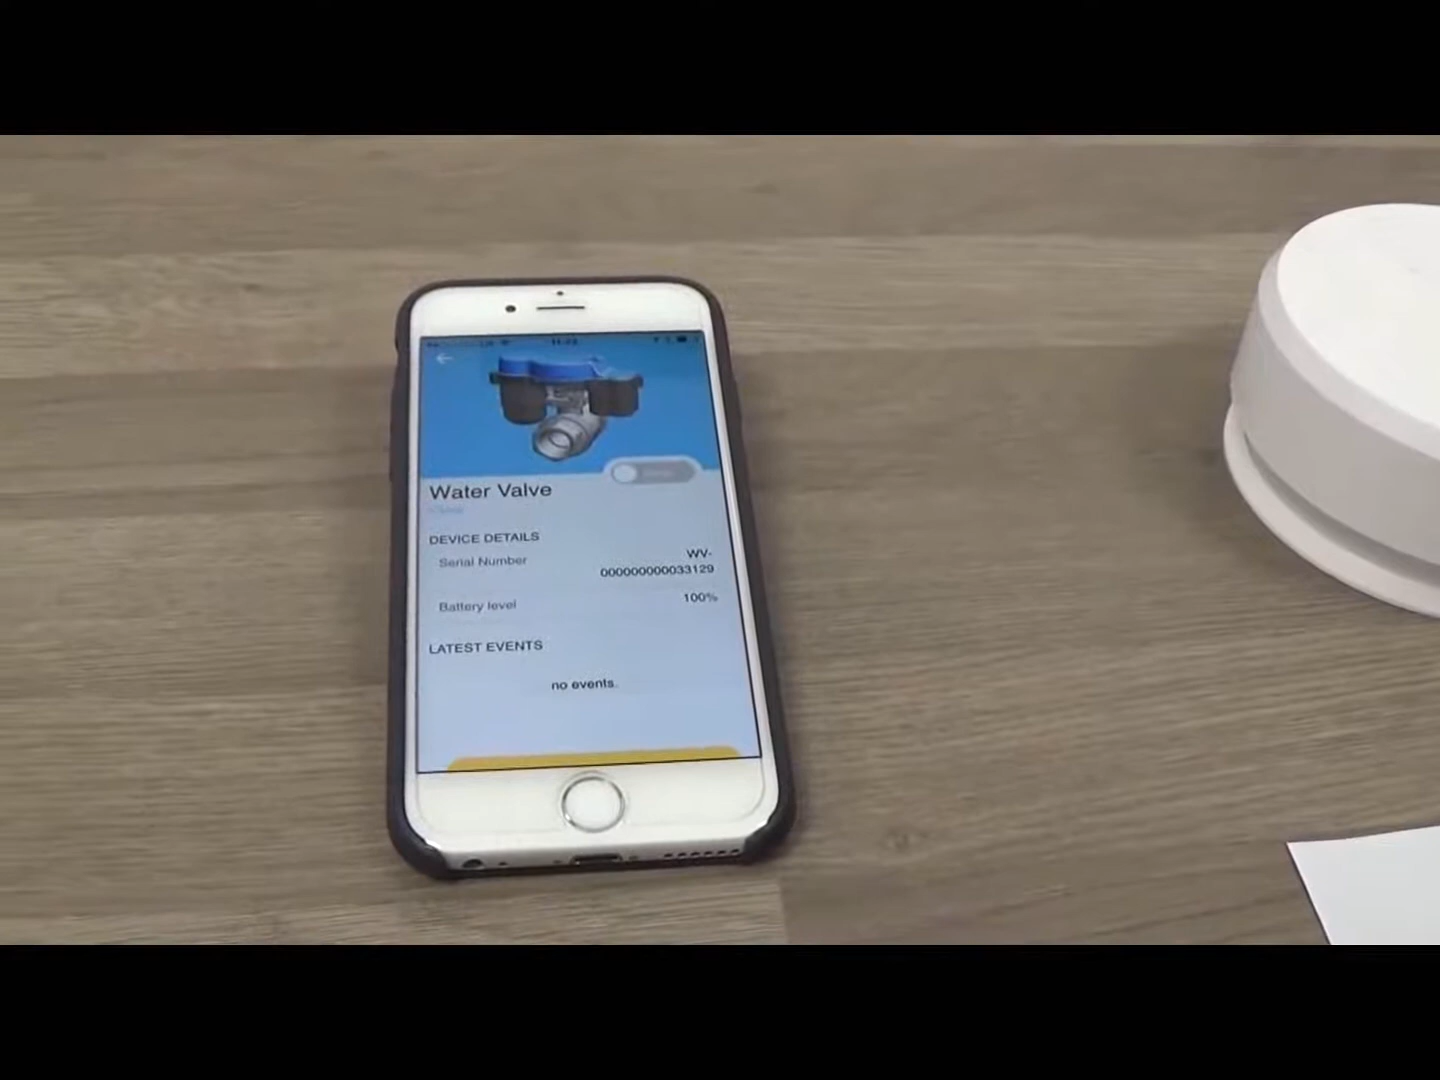 Water Valve
DEVICE DETAILS
Serial Number
WV-
000000000033129
Battery level
100%
LATEST EVENTS
no events.